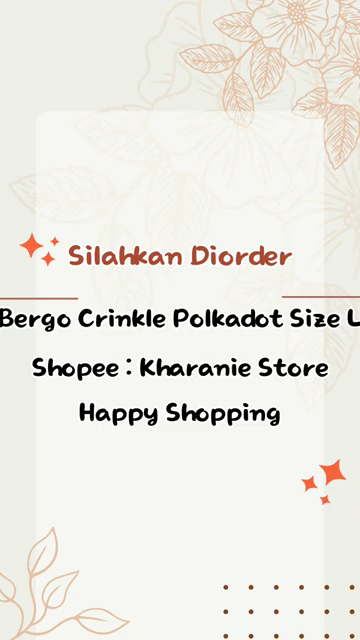 Silahkan Diorder
Bergo Crinkle Polkadot Size L
Shopee : Kharanie Store
Happy Shopping